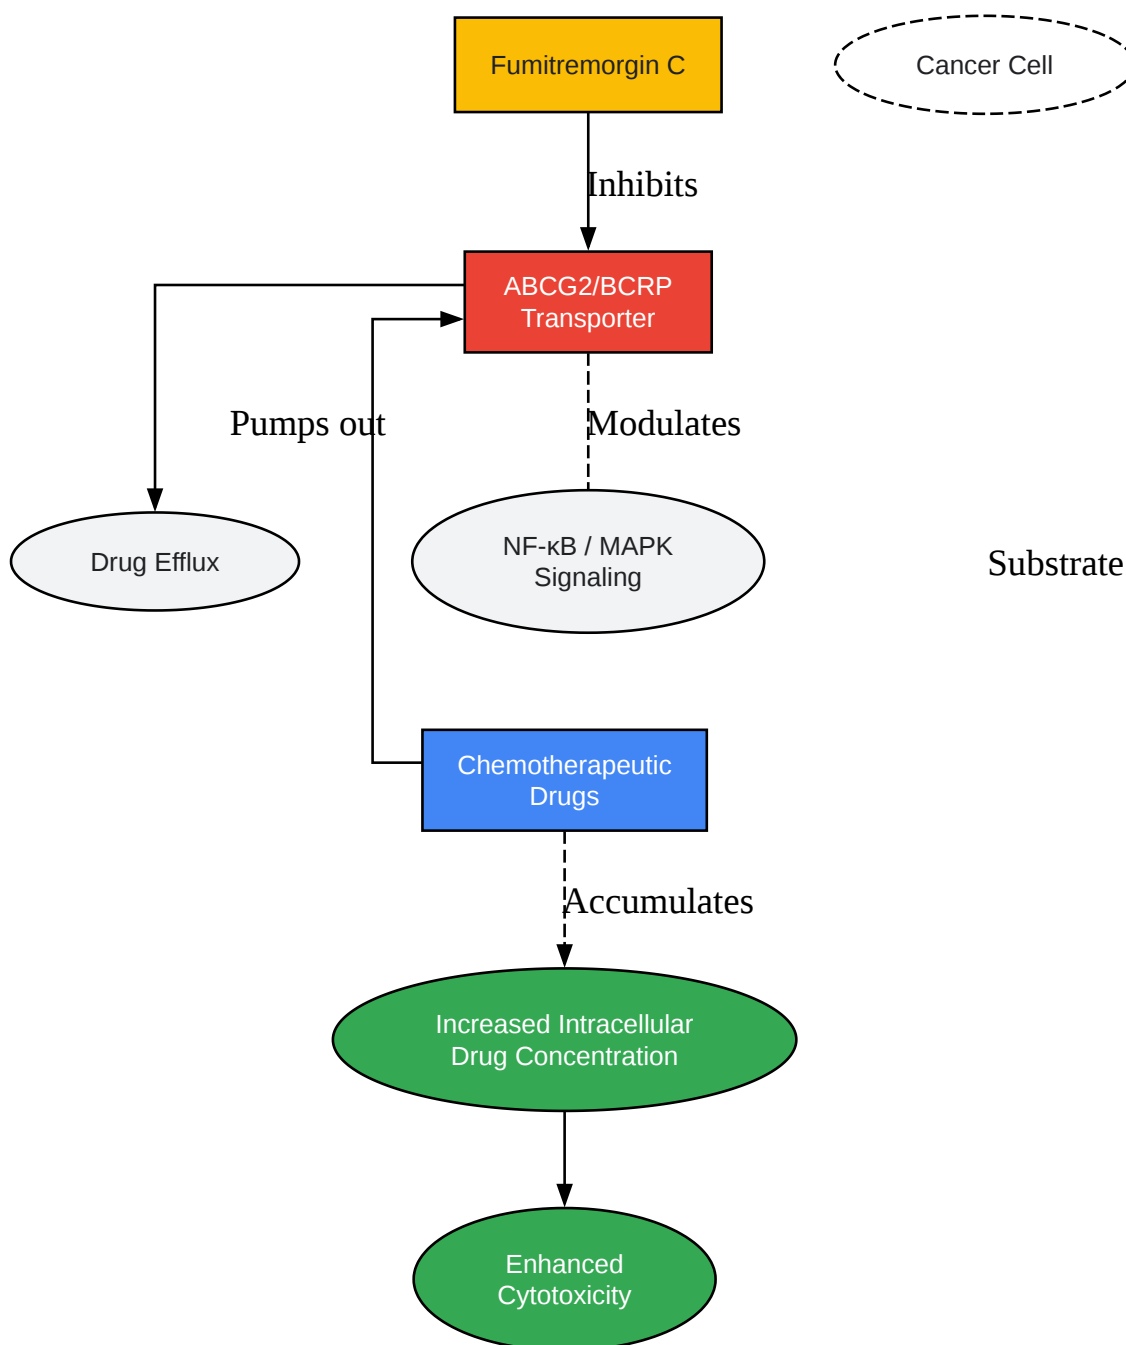 Fumitremorgin C
Cancer Cell
Inhibits
ABCG2/BCRP
Transporter
Pumps out
Modulates
Drug Efflux
NF-κB / MAPK
Signaling
Substrate
Chemotherapeutic
Drugs
Accumulates
Increased Intracellular
Drug Concentration
Enhanced
Cytotoxicity